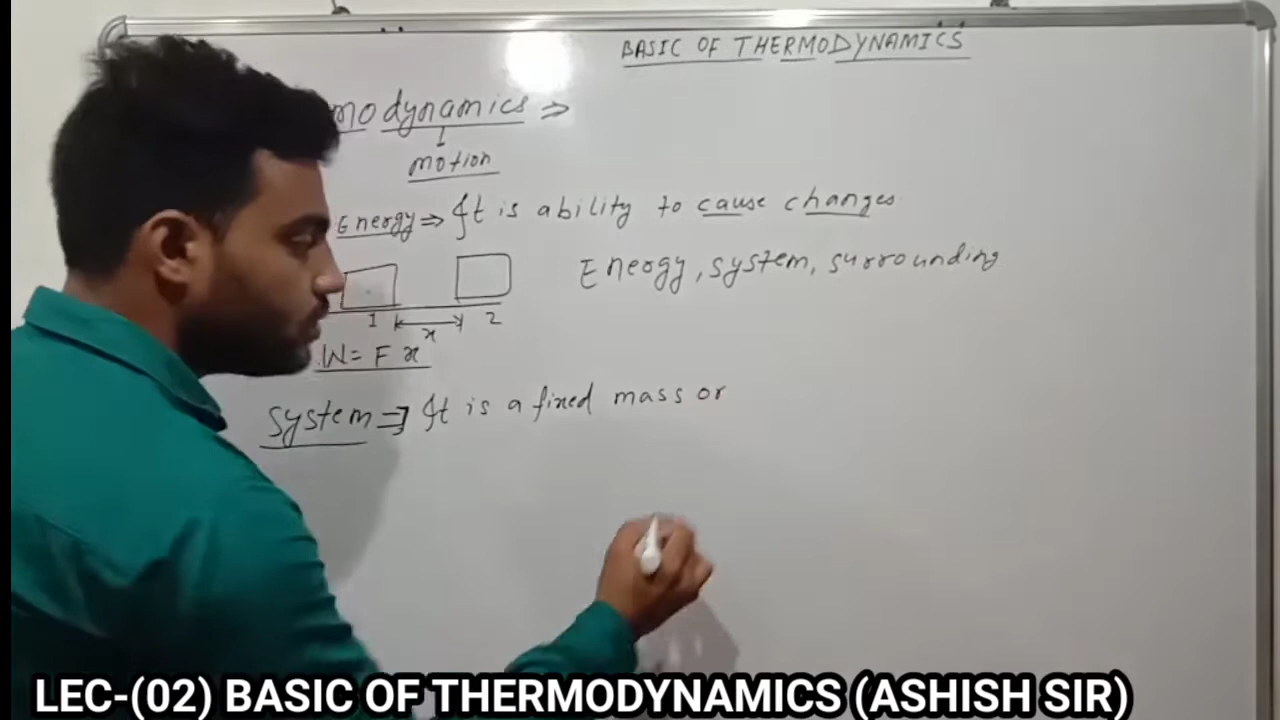 BASIC OF THERMODYNAMICS
modynamics ⇒
motion
Energy ⇒ It is ability to cause changes
Energy, system, surrounding
1 x 2
W = F x
System ⇒ It is a fixed mass or
LEC-(02) BASIC OF THERMODYNAMICS (ASHISH SIR)